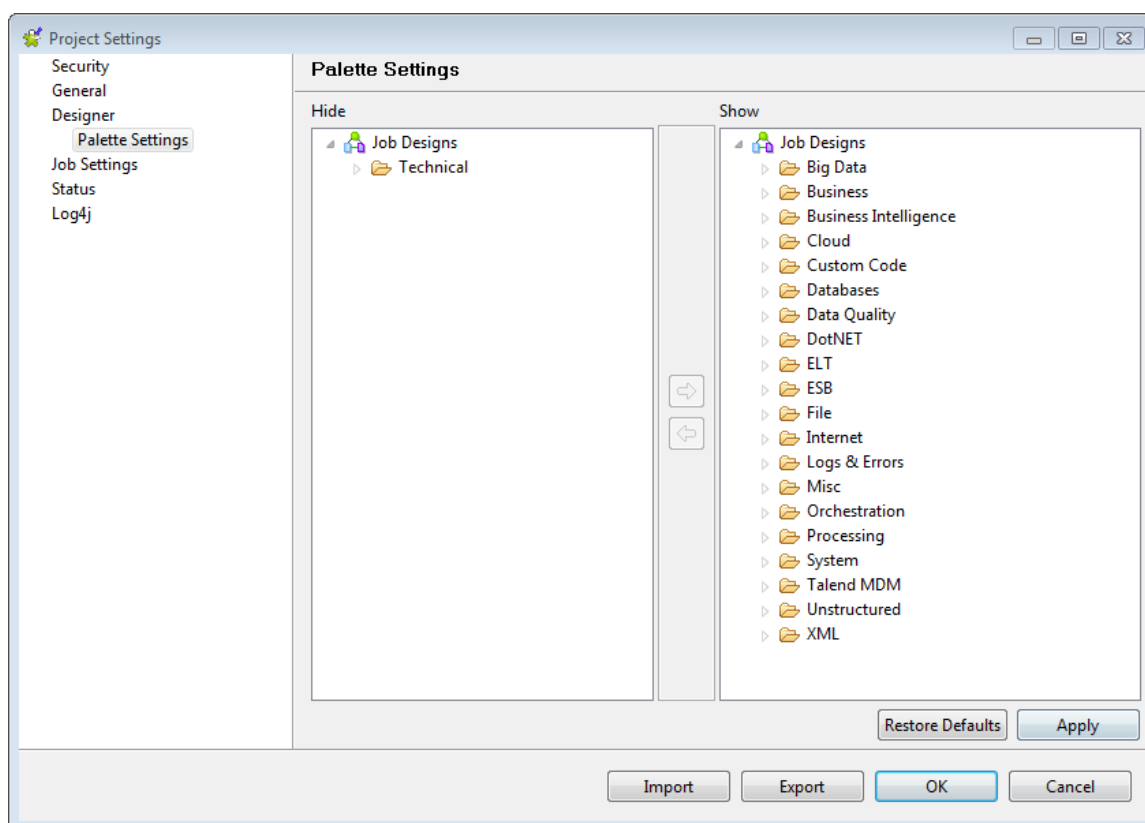 Project Settings
Security
General
Designer
Palette Settings
Job Settings
Status
Log4j
Palette Settings
Hide
Job Designs
Technical
Show
Job Designs
Big Data
Business
Business Intelligence
Cloud
Custom Code
Databases
Data Quality
DotNET
ELT
ESB
File
Internet
Logs & Errors
Misc
Orchestration
Processing
System
Talend MDM
Unstructured
XML
Restore Defaults
Apply
Import
Export
OK
Cancel